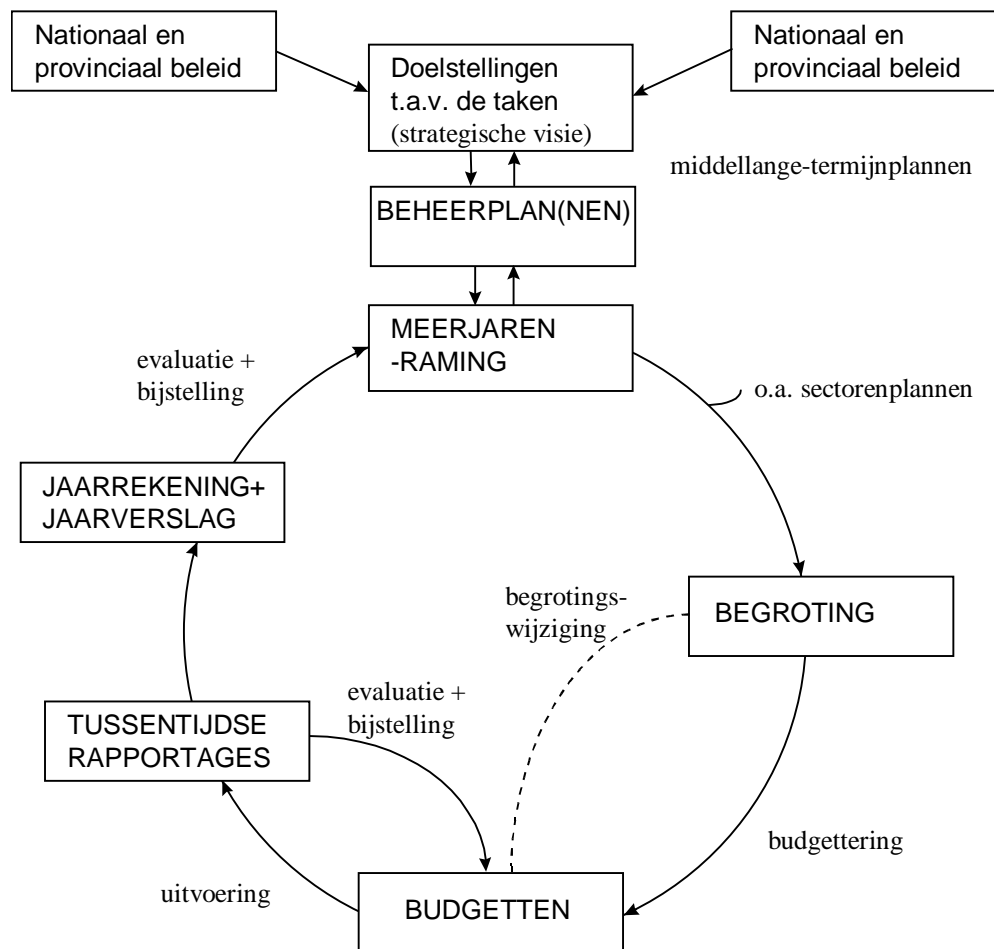 Nationaal en
provinciaal beleid
Doelstellingen
t.a.v. de taken
(strategische visie)
Nationaal en
provinciaal beleid
middellange-termijnplannen
BEHEERPLAN(NEN)
MEERJAREN
-RAMING
evaluatie +
bijstelling
o.a. sectorenplannen
JAARREKENING+
JAARVERSLAG
begrotings-
wijziging
BEGROTING
evaluatie +
bijstelling
TUSSENTIJDSE
RAPPORTAGES
budgettering
uitvoering
BUDGETTEN